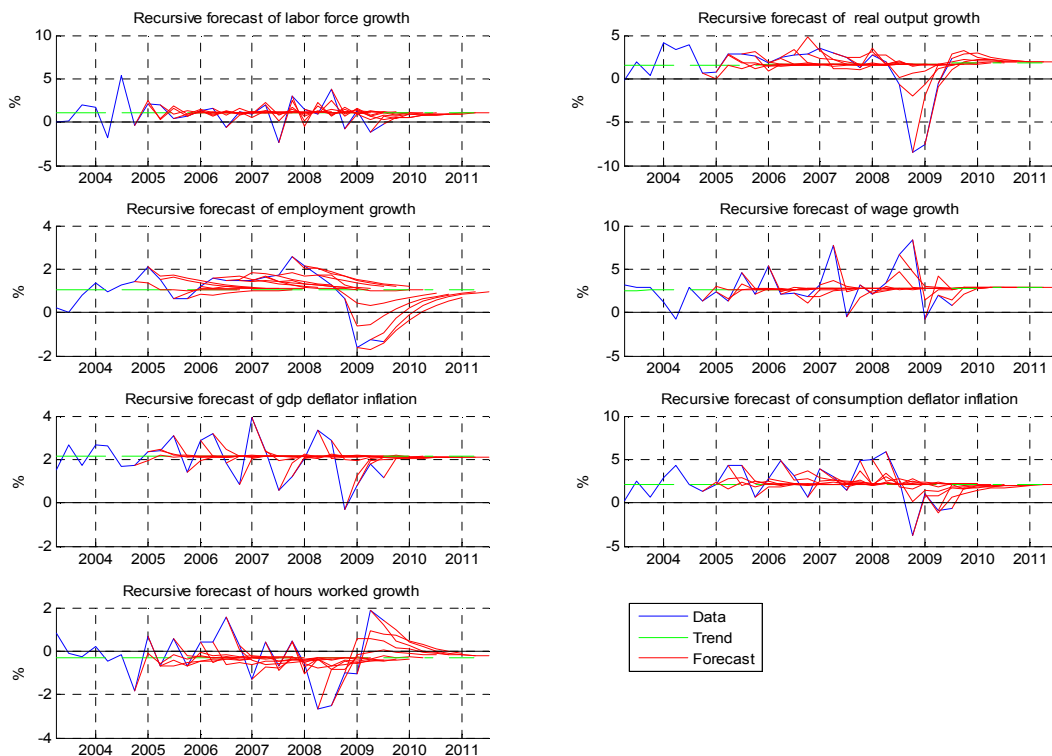 Recursive forecast of labor force growth
10
5
0
-5
%
2004 2005 2006 2007 2008 2009 2010 2011
Recursive forecast of real output growth
5
0
-5
-10
%
2004 2005 2006 2007 2008 2009 2010 2011
Recursive forecast of employment growth
4
2
0
-2
%
2004 2005 2006 2007 2008 2009 2010 2011
Recursive forecast of wage growth
10
5
0
-5
%
2004 2005 2006 2007 2008 2009 2010 2011
Recursive forecast of gdp deflator inflation
4
2
0
-2
%
2004 2005 2006 2007 2008 2009 2010 2011
Recursive forecast of consumption deflator inflation
10
5
0
-5
%
2004 2005 2006 2007 2008 2009 2010 2011
Recursive forecast of hours worked growth
2
0
-2
-4
%
2004 2005 2006 2007 2008 2009 2010 2011
Data
Trend
Forecast